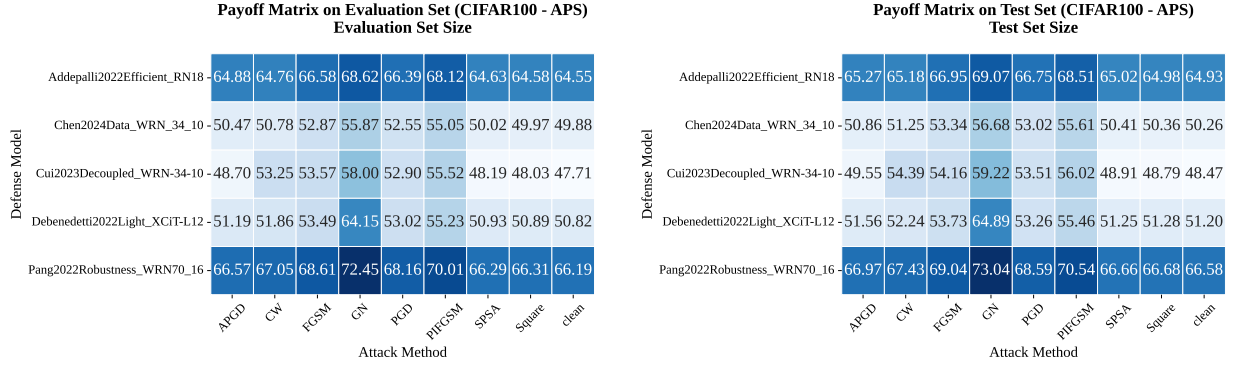 Payoff Matrix on Evaluation Set (CIFAR100 - APS)
Evaluation Set Size
Defense Model
Addepalli2022Efficient_RN18 64.88 64.76 66.58 68.62 66.39 68.12 64.63 64.58 64.55
Chen2024Data_WRN_34_10 50.47 50.78 52.87 55.87 52.55 55.05 50.02 49.97 49.88
Cui2023Decoupled_WRN-34-10 48.70 53.25 53.57 58.00 52.90 55.52 48.19 48.03 47.71
Debenedetti2022Light_XCiT-L12 51.19 51.86 53.49 64.15 53.02 55.23 50.93 50.89 50.82
Pang2022Robustness_WRN70_16 66.57 67.05 68.61 72.45 68.16 70.01 66.29 66.31 66.19
APGD CW FGSM GN PGD PIFGSM SPSA Square clean
Attack Method
Payoff Matrix on Test Set (CIFAR100 - APS)
Test Set Size
Defense Model
Addepalli2022Efficient_RN18 65.27 65.18 66.95 69.07 66.75 68.51 65.02 64.98 64.93
Chen2024Data_WRN_34_10 50.86 51.25 53.34 56.68 53.02 55.61 50.41 50.36 50.26
Cui2023Decoupled_WRN-34-10 49.55 54.39 54.16 59.22 53.51 56.02 48.91 48.79 48.47
Debenedetti2022Light_XCiT-L12 51.56 52.24 53.73 64.89 53.26 55.46 51.25 51.28 51.20
Pang2022Robustness_WRN70_16 66.97 67.43 69.04 73.04 68.59 70.54 66.66 66.68 66.58
APGD CW FGSM GN PGD PIFGSM SPSA Square clean
Attack Method